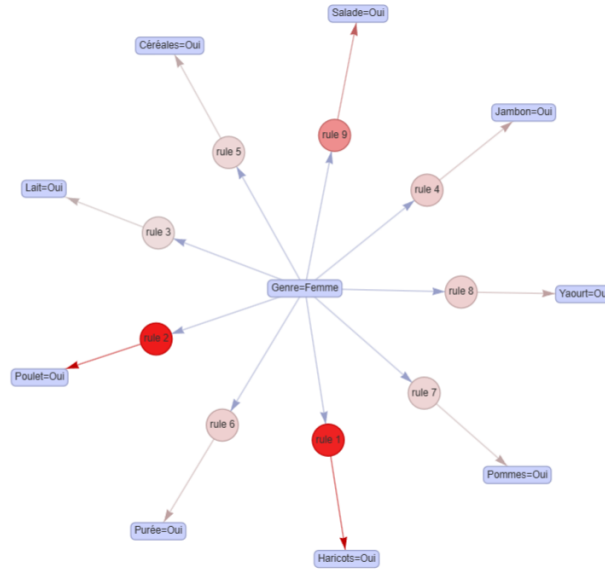 Salade=Oui
Céréales=Oui
Jambon=Oui
rule 9
rule 5
rule 4
Lait=Oui
rule 3
Genre=Femme
rule 8
Yaourt=Ou
rule 2
Poulet=Oui
rule 7
rule 6
rule 1
Pommes=Oui
Purée=Oui
Haricots=Oui